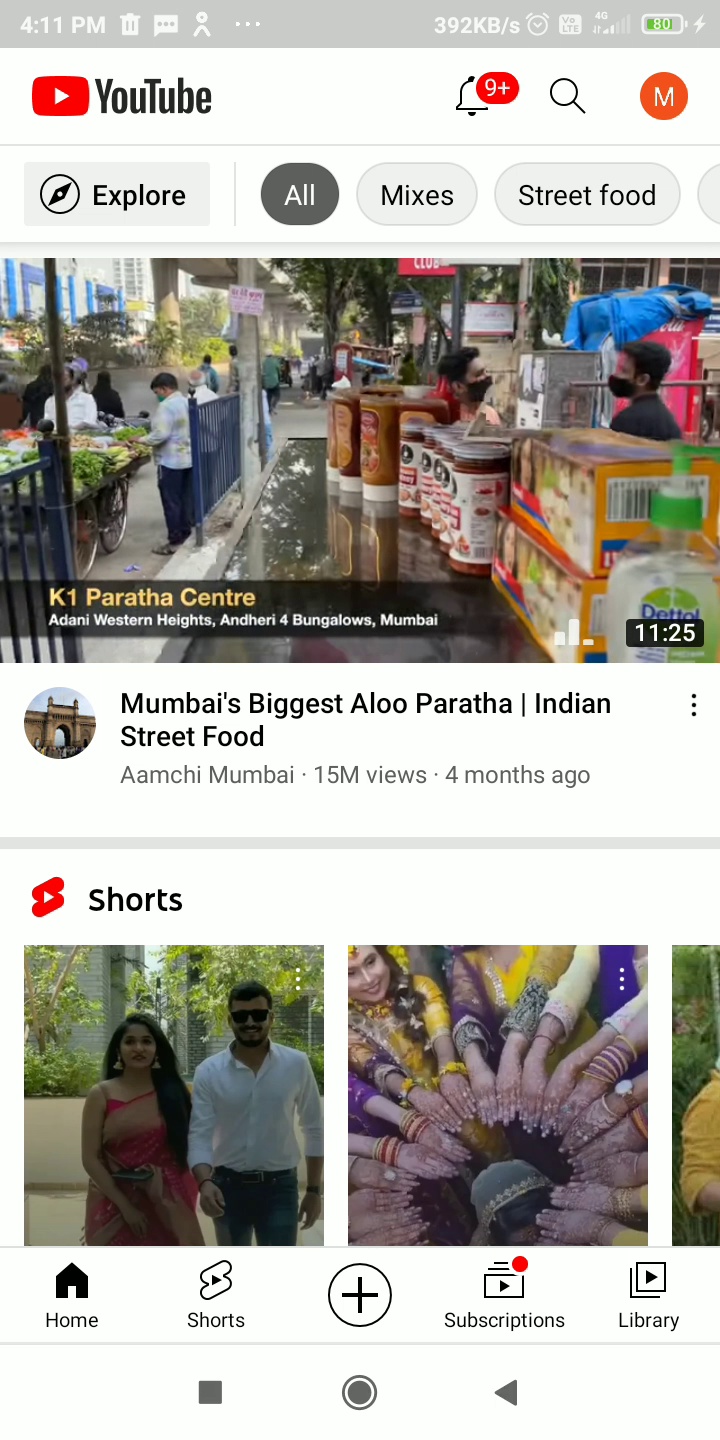 4:11 PM
392KB/s
Vo
LTE
4G
80
YouTube
9+
M
Explore
All
Mixes
Street food
CLUB
K1 Paratha Centre
Adani Western Heights, Andheri 4 Bungalows, Mumbai
Dettol
11:25
Mumbai's Biggest Aloo Paratha | Indian
Street Food
Aamchi Mumbai · 15M views · 4 months ago
Shorts
Home
Shorts
Subscriptions
Library